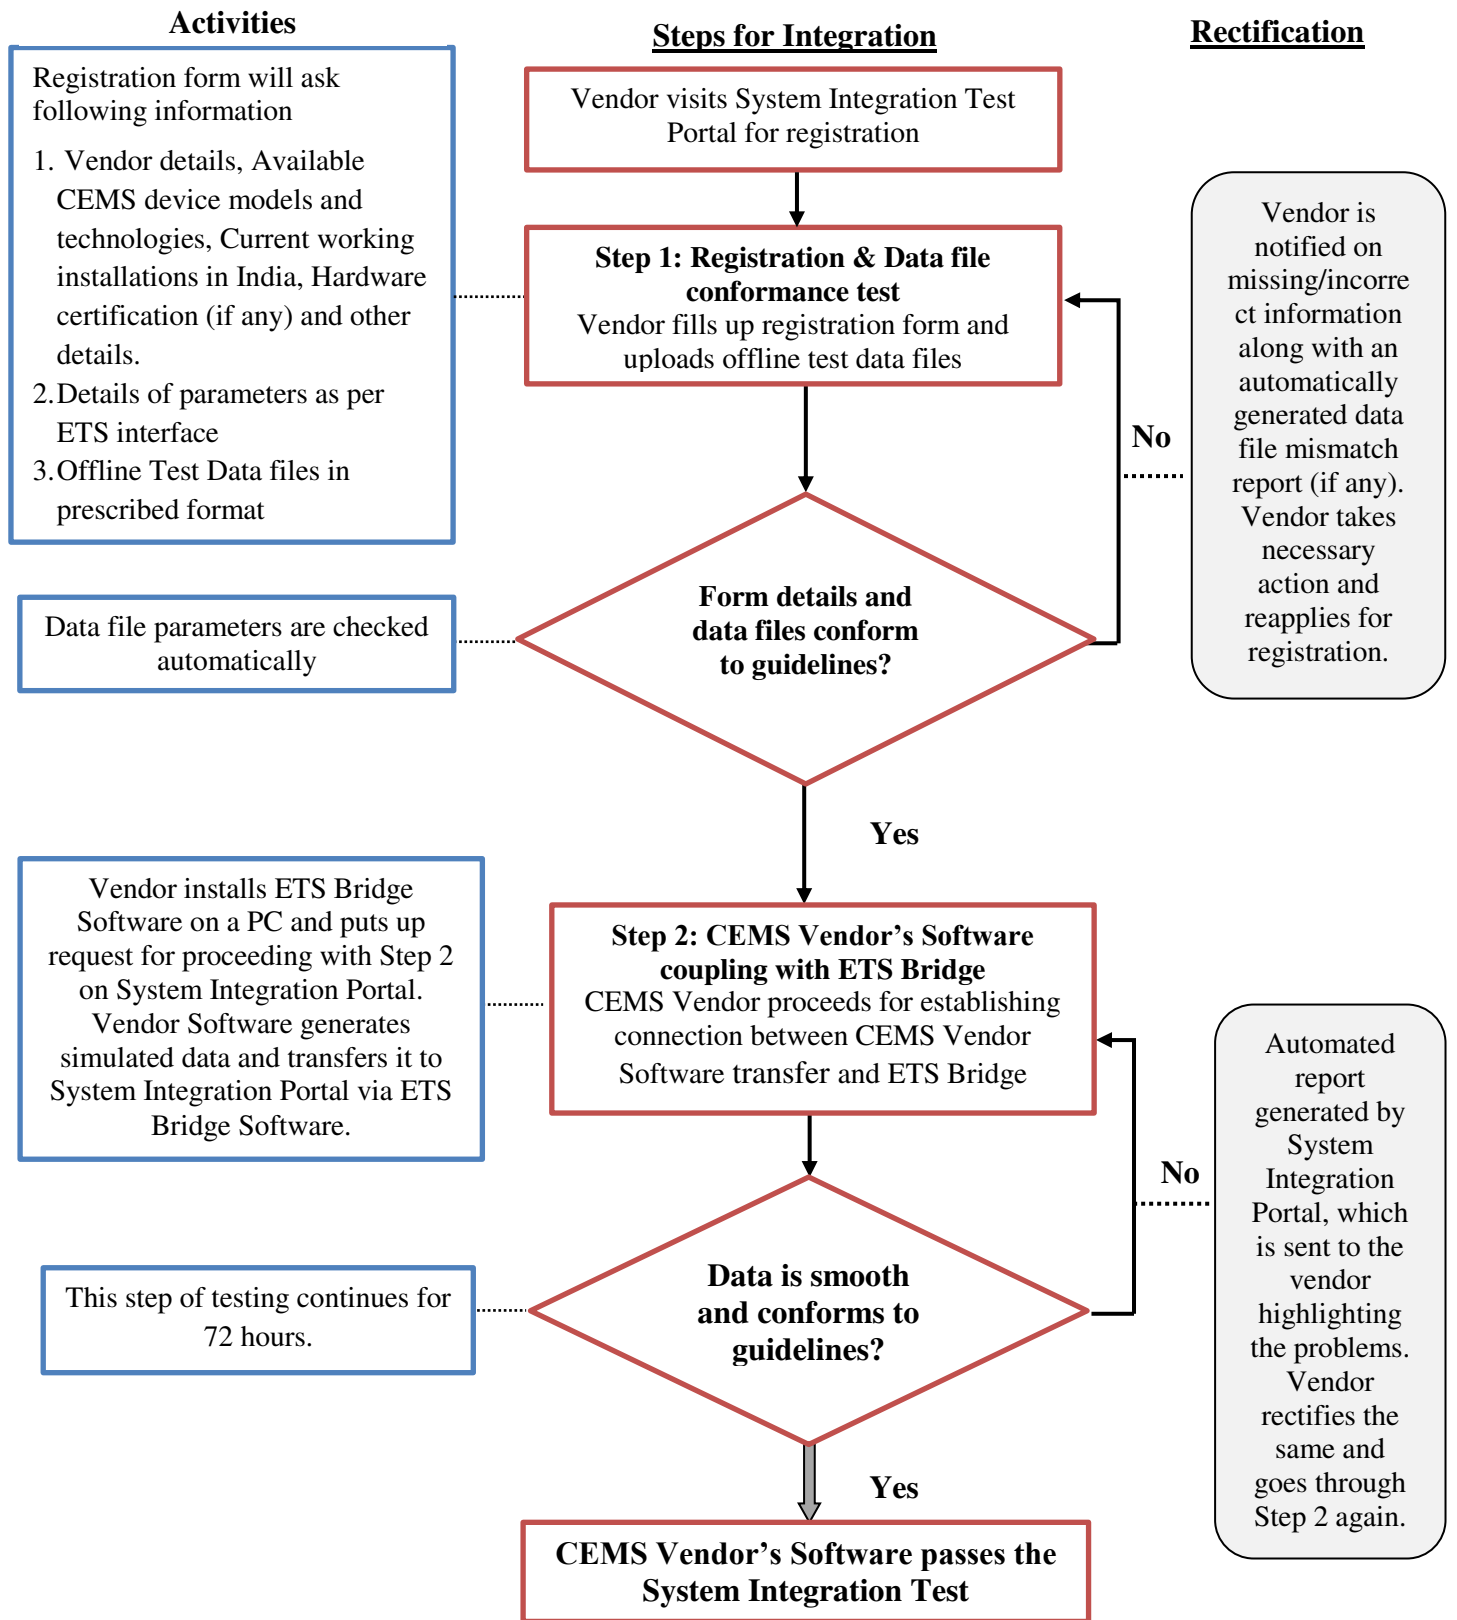 Activities
Steps for Integration
Rectification
Registration form will ask
following information
1. Vendor details, Available
CEMS device models and
technologies, Current working
installations in India, Hardware
certification (if any) and other
details.
2. Details of parameters as per
ETS interface
3. Offline Test Data files in
prescribed format
Vendor visits System Integration Test
Portal for registration
Step 1: Registration & Data file
conformance test
Vendor fills up registration form and
uploads offline test data files
Vendor is
notified on
missing/incorre
ct information
along with an
automatically
generated data
file mismatch
report (if any).
Vendor takes
necessary
action and
reapplies for
registration.
No
Data file parameters are checked
automatically
Form details and
data files conform
to guidelines?
Yes
Vendor installs ETS Bridge
Software on a PC and puts up
request for proceeding with Step 2
on System Integration Portal.
Vendor Software generates
simulated data and transfers it to
System Integration Portal via ETS
Bridge Software.
Step 2: CEMS Vendor's Software
coupling with ETS Bridge
CEMS Vendor proceeds for establishing
connection between CEMS Vendor
Software transfer and ETS Bridge
No
Automated
report
generated by
System
Integration
Portal, which
is sent to the
vendor
highlighting
the problems.
Vendor
rectifies the
same and
goes through
Step 2 again.
This step of testing continues for
72 hours.
Data is smooth
and conforms to
guidelines?
Yes
CEMS Vendor's Software passes the
System Integration Test